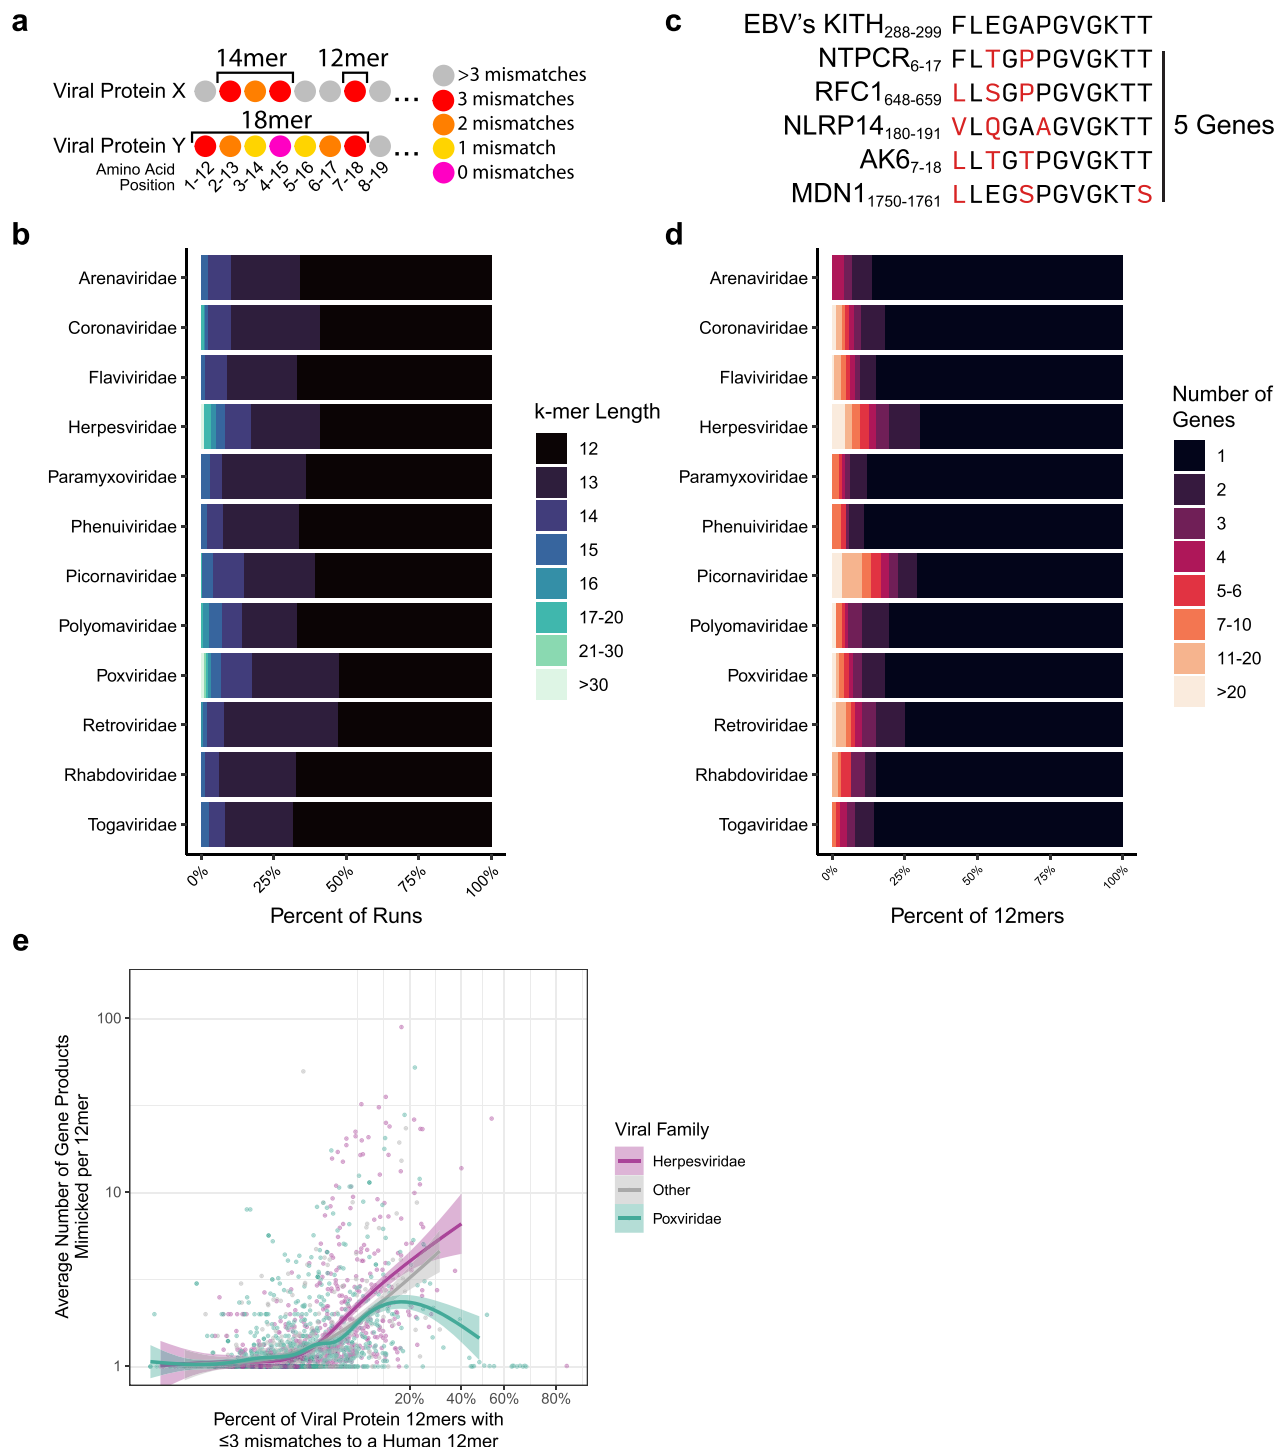 a
14mer
12mer
Viral Protein X
...
18mer
Viral Protein Y
...
Amino Acid
Position
1-12
2-13
3-14
4-15
5-16
6-17
7-18
8-19
>3 mismatches
3 mismatches
2 mismatches
1 mismatch
0 mismatches
c
EBV's KITH288-299 FLEGAPGVGKTT
NTPCR6-17 FLTGPPGVGKTT
RFC1648-659 LLSGPPGVGKTT
NLRP14180-191 VLQGAAGVGKTT
AK67-18 LLTGTPGVGKTT
MDN11750-1761 LLEGSPGVGKTS
5 Genes
b
Arenaviridae
Coronaviridae
Flaviviridae
Herpesviridae
Paramyxoviridae
Phenuiviridae
Picornaviridae
Polyomaviridae
Poxviridae
Retroviridae
Rhabdoviridae
Togaviridae
0%
25%
50%
75%
100%
Percent of Runs
k-mer Length
12
13
14
15
16
17-20
21-30
>30
d
Arenaviridae
Coronaviridae
Flaviviridae
Herpesviridae
Paramyxoviridae
Phenuiviridae
Picornaviridae
Polyomaviridae
Poxviridae
Retroviridae
Rhabdoviridae
Togaviridae
0%
25%
50%
75%
100%
Percent of 12mers
Number of
Genes
1
2
3
4
5-6
7-10
11-20
>20
e
Average Number of Gene Products
Mimicked per 12mer
100
10
1
20%
40%
60%
80%
Percent of Viral Protein 12mers with
≤3 mismatches to a Human 12mer
Viral Family
Herpesviridae
Other
Poxviridae